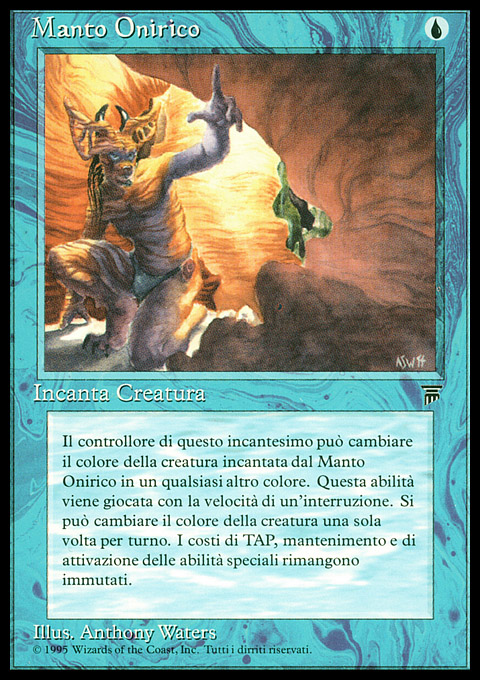 Manto Onirico
ASW94
Incanta Creatura
Il controllore di questo incantesimo può cambiare
il colore della creatura incantata dal Manto
Onirico in un qualsiasi altro colore. Questa abilità
viene giocata con la velocità di un'interruzione. Si
può cambiare il colore della creatura una sola
volta per turno. I costi di TAP, mantenimento e di
attivazione delle abilità speciali rimangono
immutati.
Illus. Anthony Waters
© 1995 Wizards of the Coast, Inc. Tutti i dirriti riservati.